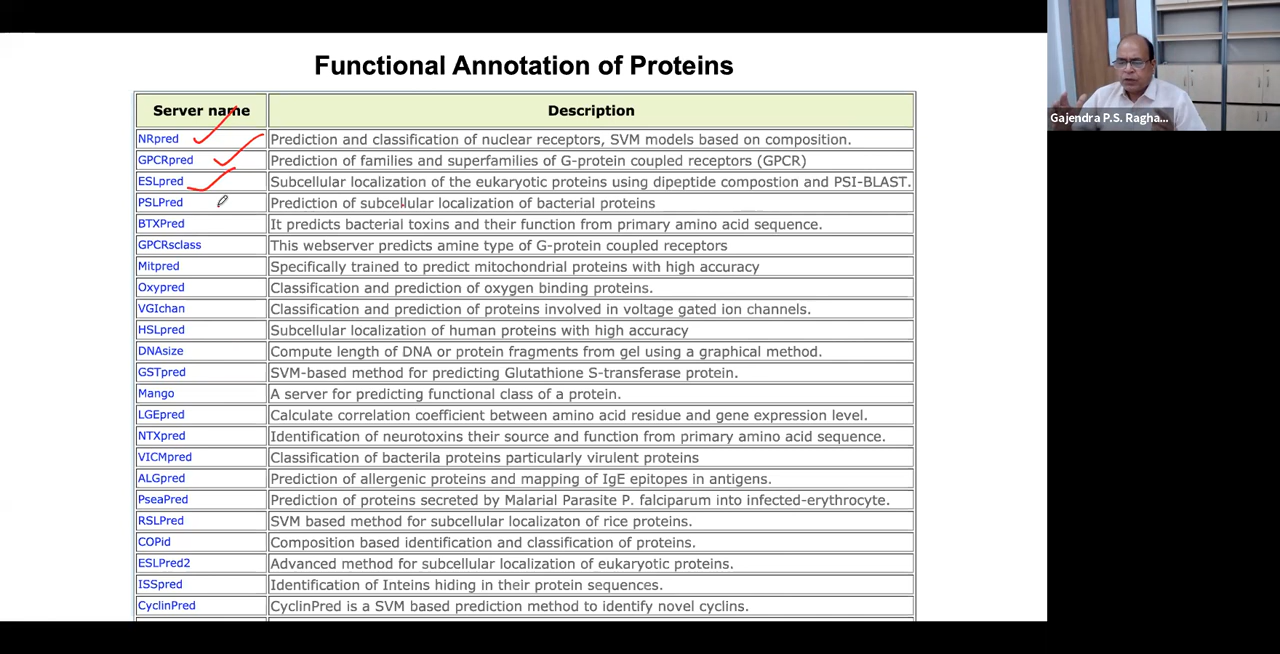 Functional Annotation of Proteins
Server name Description
NRpred Prediction and classification of nuclear receptors, SVM models based on composition.
GPCRpred Prediction of families and superfamilies of G-protein coupled receptors (GPCR)
ESLpred Subcellular localization of the eukaryotic proteins using dipeptide compostion and PSI-BLAST.
PSLPred Prediction of subcellular localization of bacterial proteins
BTXPred It predicts bacterial toxins and their function from primary amino acid sequence.
GPCRsclass This webserver predicts amine type of G-protein coupled receptors
Mitpred Specifically trained to predict mitochondrial proteins with high accuracy
Oxypred Classification and prediction of oxygen binding proteins.
VGIchan Classification and prediction of proteins involved in voltage gated ion channels.
HSLpred Subcellular localization of human proteins with high accuracy
DNAsize Compute length of DNA or protein fragments from gel using a graphical method.
GSTpred SVM-based method for predicting Glutathione S-transferase protein.
Mango A server for predicting functional class of a protein.
LGEpred Calculate correlation coefficient between amino acid residue and gene expression level.
NTXpred Identification of neurotoxins their source and function from primary amino acid sequence.
VICMpred Classification of bacterila proteins particularly virulent proteins
ALGpred Prediction of allergenic proteins and mapping of IgE epitopes in antigens.
PseaPred Prediction of proteins secreted by Malarial Parasite P. falciparum into infected-erythrocyte.
RSLPred SVM based method for subcellular localizaton of rice proteins.
COPid Composition based identification and classification of proteins.
ESLPred2 Advanced method for subcellular localization of eukaryotic proteins.
ISSpred Identification of Inteins hiding in their protein sequences.
CyclinPred CyclinPred is a SVM based prediction method to identify novel cyclins.
Gajendra P.S. Ragha...